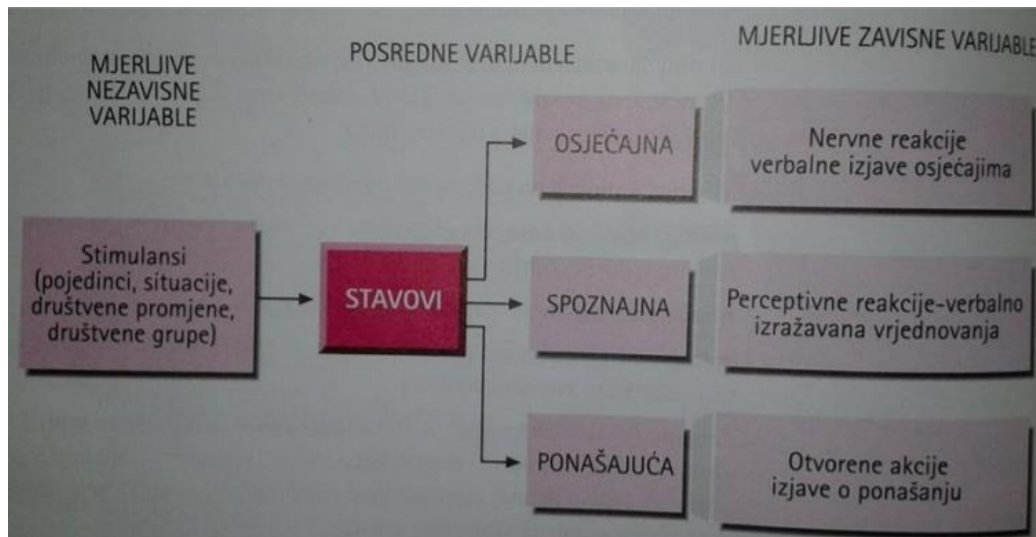 MJERLJIVE
NEZAVISNE
VARIJABLE
POSREDNE VARIJABLE
MJERLJIVE ZAVISNE VARIJABLE
Stimulansi
(pojedinci, situacije,
društvene promjene,
društvene grupe)
STAVOVI
OSJEĆAJNA
Nervne reakcije
verbalne izjave osjećajima
SPOZNAJNA
Perceptivne reakcije-verbalno
izražavana vrjednovanja
PONAŠAJUĆA
Otvorene akcije
izjave o ponašanju